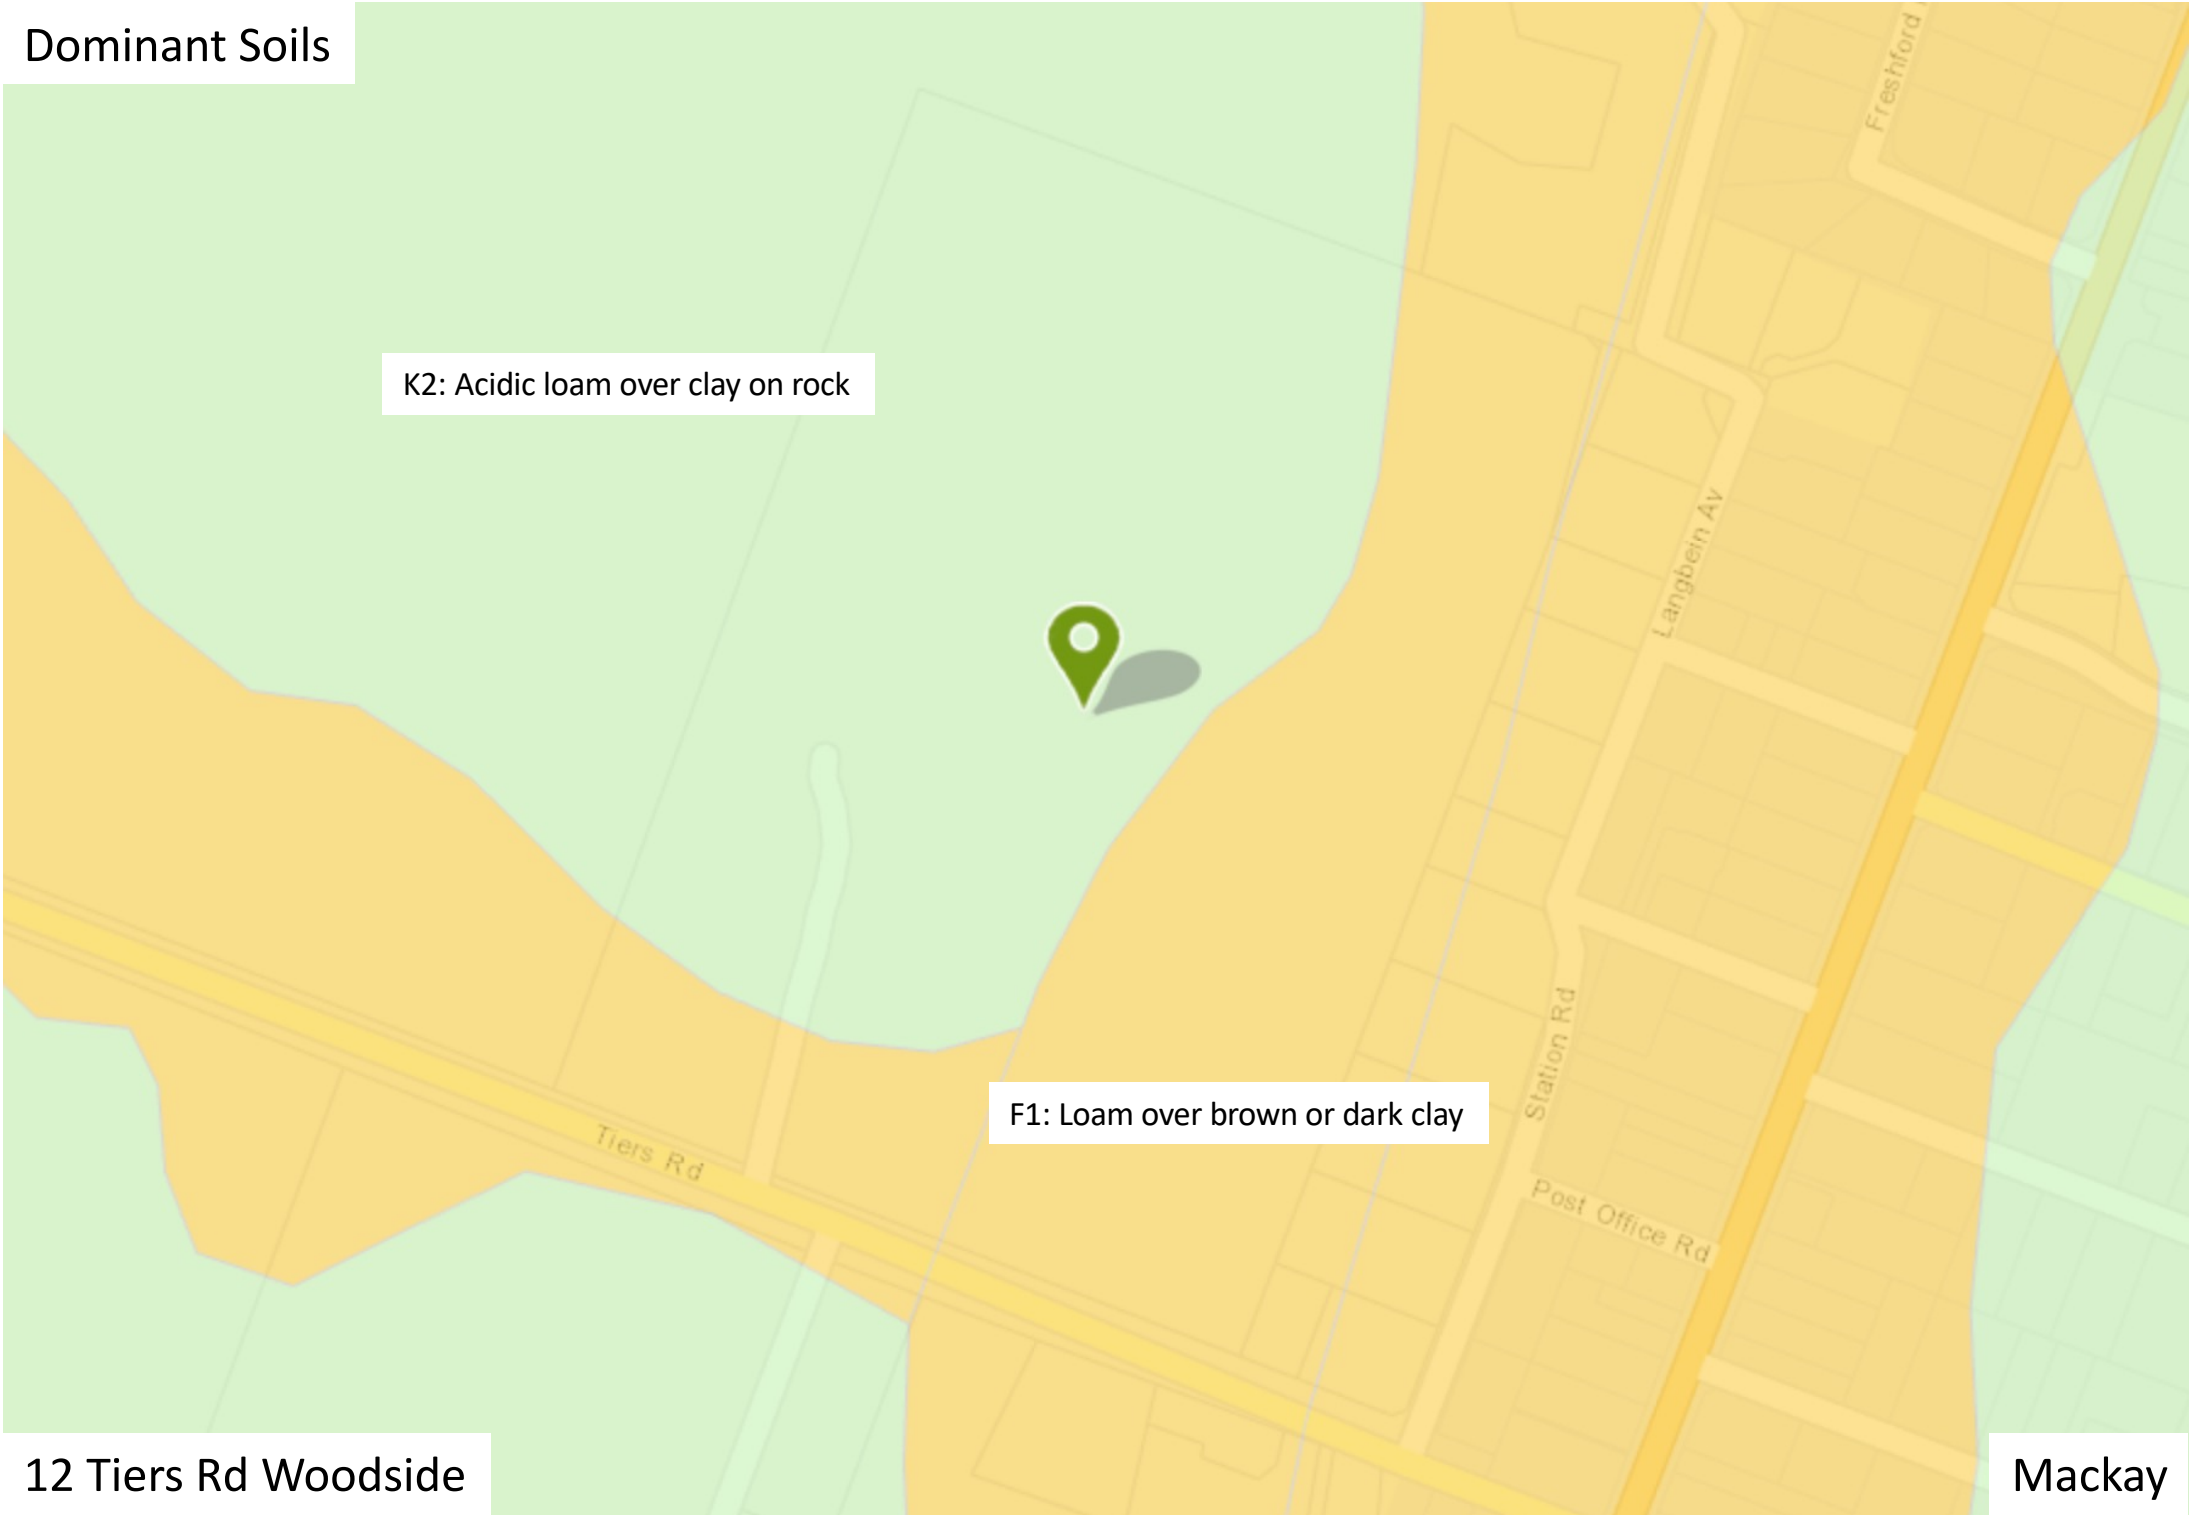 Dominant Soils
Freshford
K2: Acidic loam over clay on rock
Langbein Av
Station Rd
F1: Loam over brown or dark clay
Tiers Rd
Post Office Rd
12 Tiers Rd Woodside
Mackay